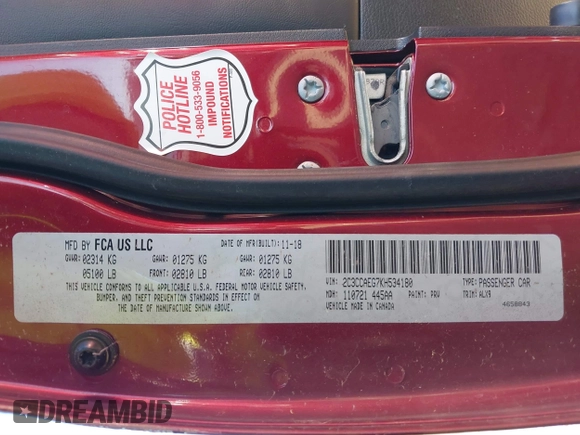 POLICE
HOTLINE
1-800-533-9056
IMPOUND
NOTIFICATIONS
MFD BY FCA US LLC
DATE OF MFR(BUILT): 11-18
GVWR: 02314 KG
GAWR: 01275 KG
GAWR: 01275 KG
05100 LB
FRONT: 02810 LB
REAR: 02810 LB
THIS VEHICLE CONFORMS TO ALL APPLICABLE U.S.A. FEDERAL MOTOR VEHICLE SAFETY,
BUMPER, AND THEFT PREVENTION STANDARDS IN EFFECT ON
THE DATE OF MANUFACTURE SHOWN ABOVE.
VIN: 2C3CCAEG7KH534180
TYPE: PASSENGER CAR
MDH: 110721 445AA
PAINT: PRV
TRIM: ALX9
VEHICLE MADE IN CANADA
4658843
DREAMBID